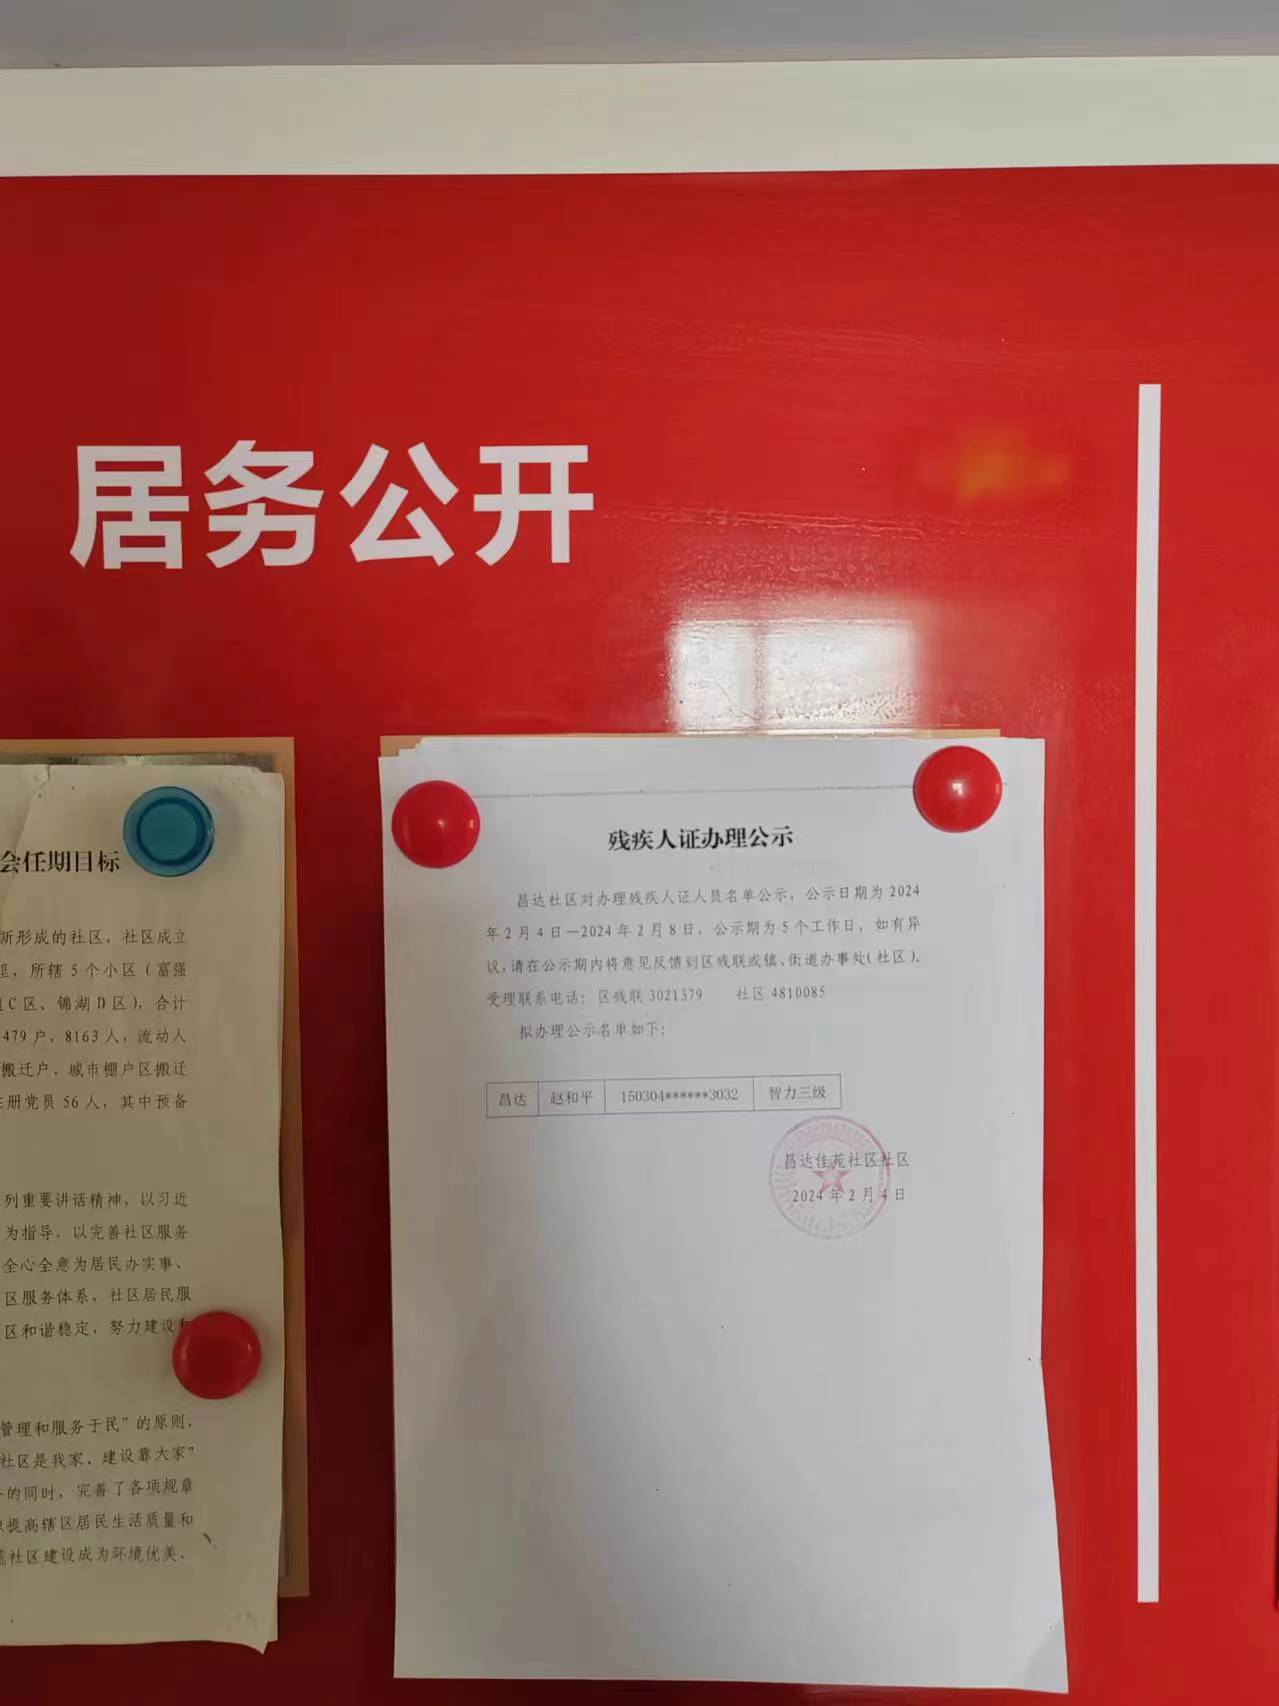 居务公开
会任期目标
新形成的社区，社区成立
里，所辖5个小区（富强
C区、锦湖D区），合计
479户，8163人，流动人
搬迁户，城市棚户区搬迁
册党员56人，其中预备
列重要讲话精神，以习近
为指导，以完善社区服务
全心全意为居民办实事、
区服务体系，社区居民服
区和谐稳定，努力建设和
管理和服务于民”的原则，
社区是我家、建设靠大家”
的同时，完善了各项规章
提高辖区居民生活质量和
社区建设成为环境优美、
残疾人证办理公示
昌达社区对办理残疾人证人员名单公示，公示日期为2024
年2月4日—2024年2月8日，公示期为5个工作日，如有异
议，请在公示期内将意见反馈到区残联或镇、街道办事处（社区）。
受理联系电话：区残联3021379 社区4810085
拟办理公示名单如下：
昌达 赵和平 150304******3032 智力三级
昌达佳苑社区社区
2024年2月4日